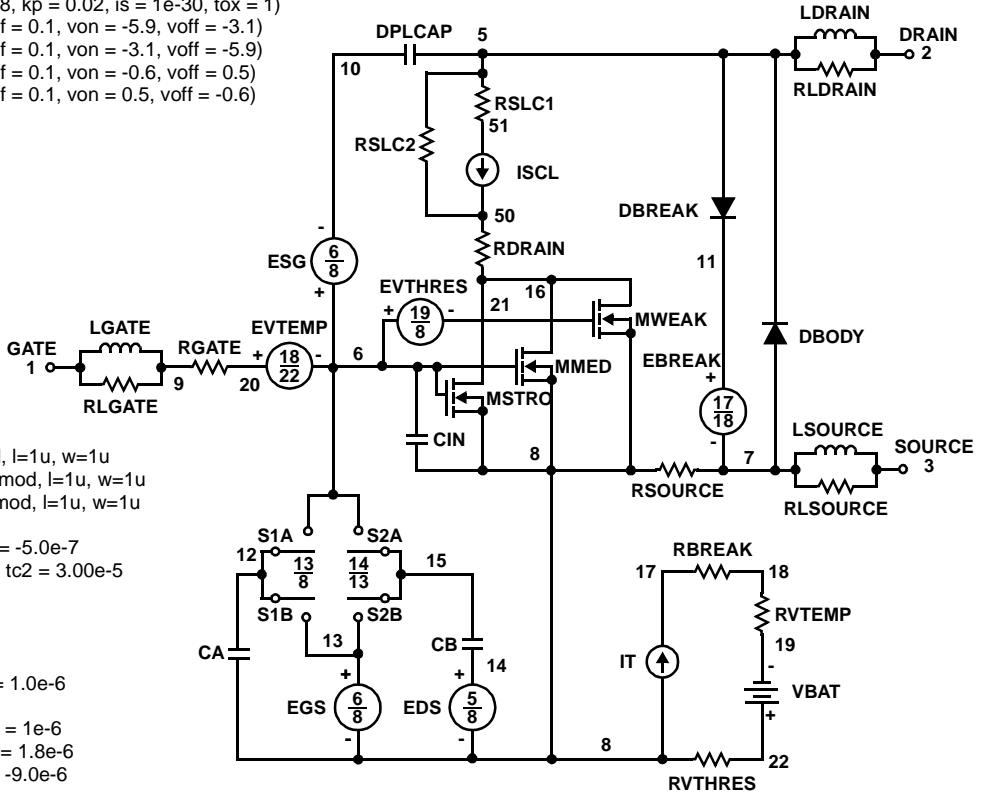 8, kp = 0.02, is = 1e-30, tox = 1)
f = 0.1, von = -5.9, voff = -3.1)
f = 0.1, von = -3.1, voff = -5.9)
f = 0.1, von = -0.6, voff = 0.5)
f = 0.1, von = 0.5, voff = -0.6)
LDRAIN
DPLCAP
5
DRAIN
2
10
RLDRAIN
RSLC1
51
RSLC2
ISCL
DBREAK
50
RDRAIN
-
ESG
6
8
+
11
EVTHRES
16
21
+
19
8
-
MWEAK
LGATE
EVTEMP
DBODY
GATE
1
RGATE
+
18
22
-
6
MMED
EBREAK
+
9
20
RLGATE
MSTRO
17
18
-
CIN
LSOURCE
8
7
SOURCE
3
RSOURCE
RLSOURCE
, l=1u, w=1u
mod, l=1u, w=1u
mod, l=1u, w=1u
= -5.0e-7
tc2 = 3.00e-5
S1A
S2A
12
13
8
14
13
15
RBREAK
17
18
S1B
S2B
RVTEMP
13
CB
19
CA
14
IT
-
VBAT
+
= 1.0e-6
+
+
EGS
6
8
EDS
5
8
-
-
= 1e-6
= 1.8e-6
-9.0e-6
8
22
RVTHRES